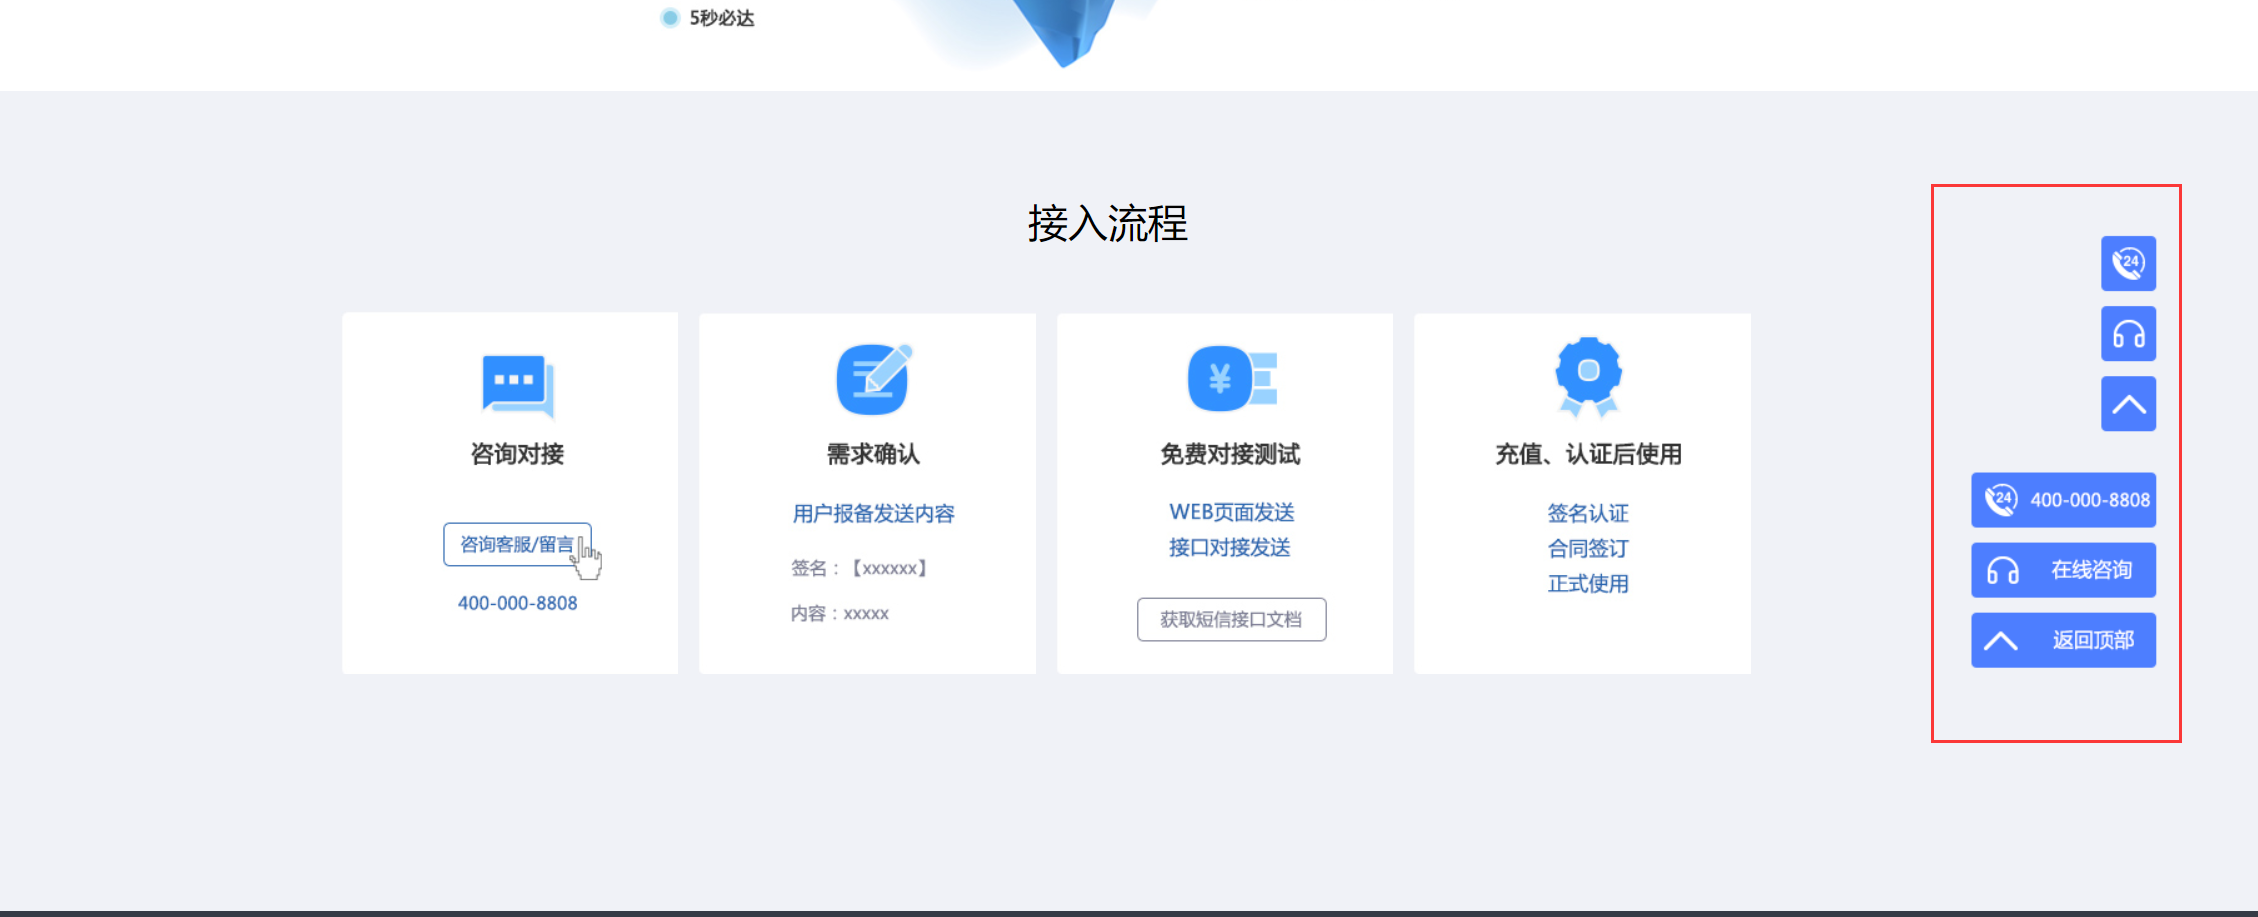 5秒必达
接入流程
咨询对接
咨询客服/留言
400-000-8808
需求确认
用户报备发送内容
签名：【xxxxxx】
内容：xxxxx
免费对接测试
WEB页面发送
接口对接发送
获取短信接口文档
充值、认证后使用
签名认证
合同签订
正式使用
24
24 400-000-8808
在线咨询
返回顶部